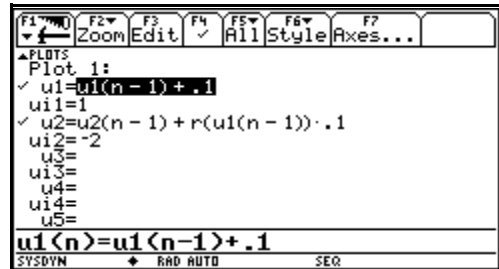 F1 F2 Zoom F3 Edit F4 ✓ F5 All F6 Style F7 Axes...
PLOTS
Plot 1:
✓ u1=u1(n - 1) + .1
ui1=1
✓ u2=u2(n - 1) + r(u1(n - 1))·.1
ui2=⁻2
u3=
ui3=
u4=
ui4=
u5=
u1(n)=u1(n-1)+.1
SYSDYN RAD AUTO SEQ